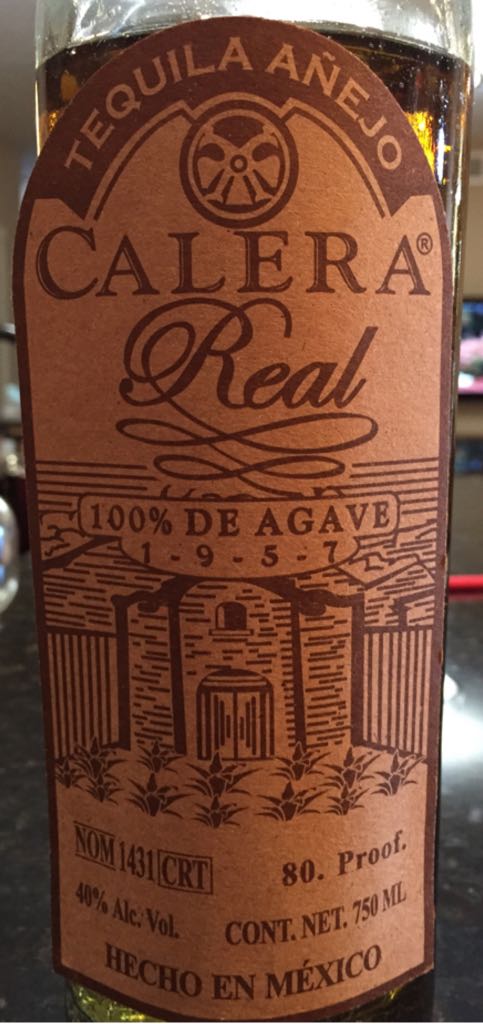 TEQUILA AÑEJO
CALERA®
Real
100% DE AGAVE
1-9-5-7
NOM 1431 CRT
80. Proof.
40% Alc. Vol.
CONT. NET. 750 ML
HECHO EN MÉXICO